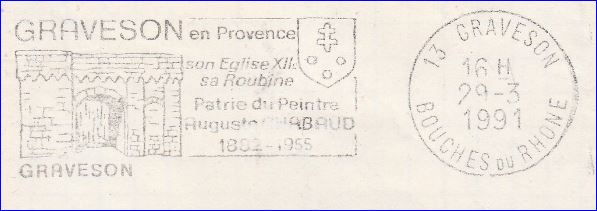 GRAVESON en Provence
son Eglise XIIe
sa Roubine
Patrie du Peintre
Auguste CHABAUD
1882-1955
GRAVESON
13 GRAVESON
16 H
29-3
1991
BOUCHES DU RHONE